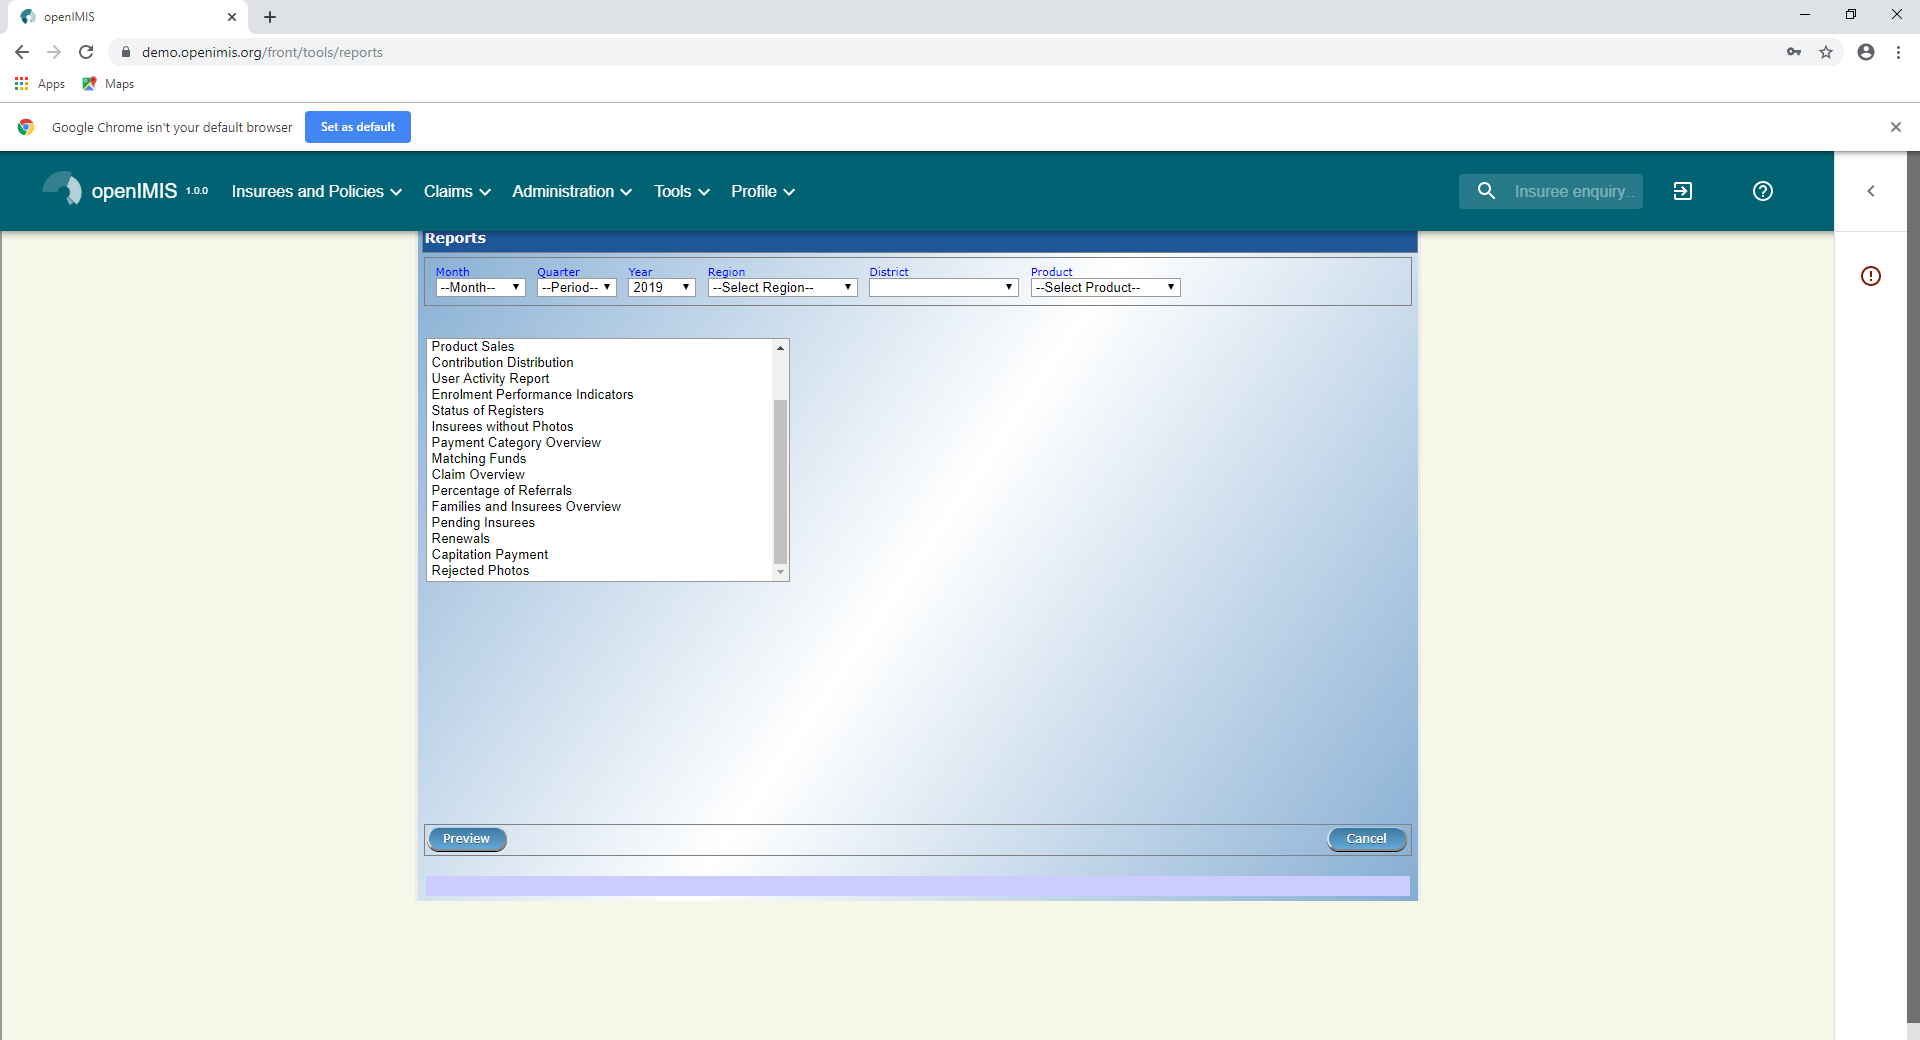 openIMIS
demo.openimis.org/front/tools/reports
Apps Maps
Google Chrome isn't your default browser Set as default
openIMIS 1.0.0 Insurees and Policies Claims Administration Tools Profile Insuree enquiry..
Reports
Month Quarter Year Region District Product
--Month-- --Period-- 2019 --Select Region-- --Select Product--
Product Sales
Contribution Distribution
User Activity Report
Enrolment Performance Indicators
Status of Registers
Insurees without Photos
Payment Category Overview
Matching Funds
Claim Overview
Percentage of Referrals
Families and Insurees Overview
Pending Insurees
Renewals
Capitation Payment
Rejected Photos
Preview Cancel